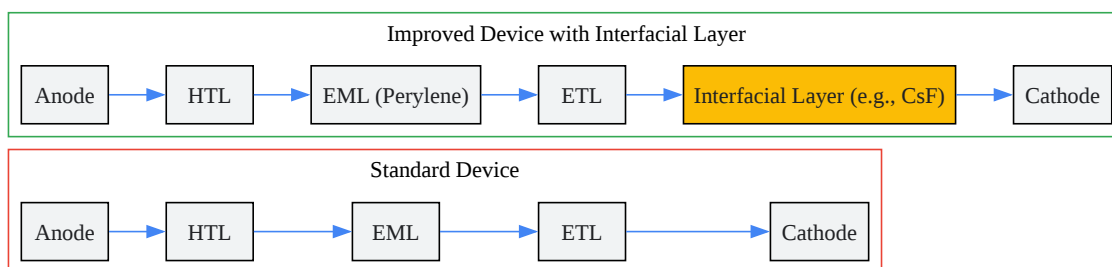 Improved Device with Interfacial Layer
Anode HTL EML (Perylene) ETL Interfacial Layer (e.g., CsF) Cathode
Standard Device
Anode HTL EML ETL Cathode